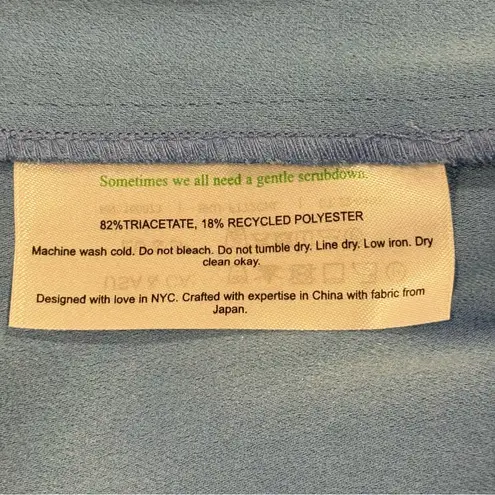 Sometimes we all need a gentle scrubdown.
82%TRIACETATE, 18% RECYCLED POLYESTER
Machine wash cold. Do not bleach. Do not tumble dry. Line dry. Low iron. Dry
clean okay.
Designed with love in NYC. Crafted with expertise in China with fabric from
Japan.